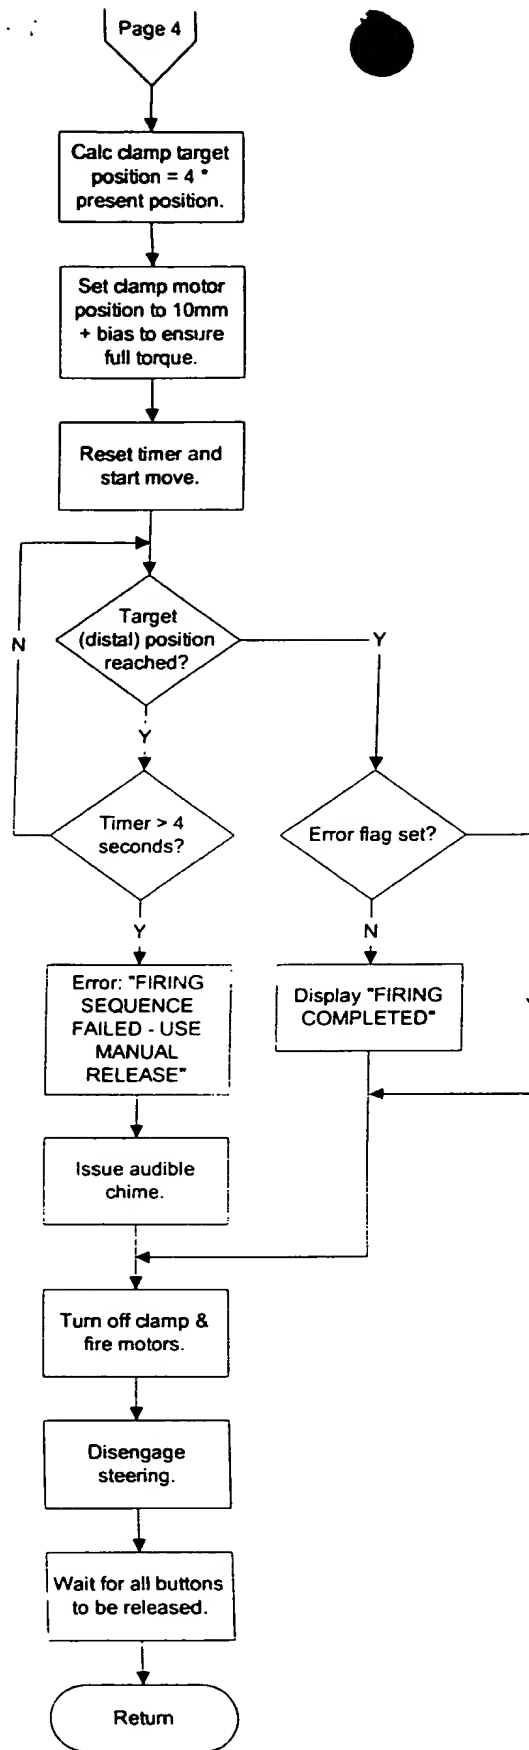 Page 4
Calc clamp target
position = 4 *
present position.
Set clamp motor
position to 10mm
+ bias to ensure
full torque.
Reset timer and
start move.
Target
(distal) position
reached?
N
Y
Y
Timer > 4
seconds?
Error flag set?
Y
N
Error: "FIRING
SEQUENCE
FAILED - USE
MANUAL
RELEASE"
Display "FIRING
COMPLETED"
Issue audible
chime.
Turn off clamp &
fire motors.
Disengage
steering.
Wait for all buttons
to be released.
Return